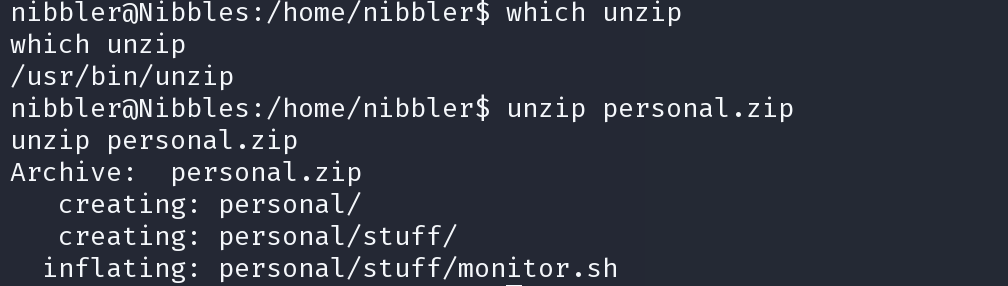 nibbler@Nibbles:/home/nibbler$ which unzip
which unzip
/usr/bin/unzip
nibbler@Nibbles:/home/nibbler$ unzip personal.zip
unzip personal.zip
Archive:  personal.zip
   creating: personal/
   creating: personal/stuff/
  inflating: personal/stuff/monitor.sh